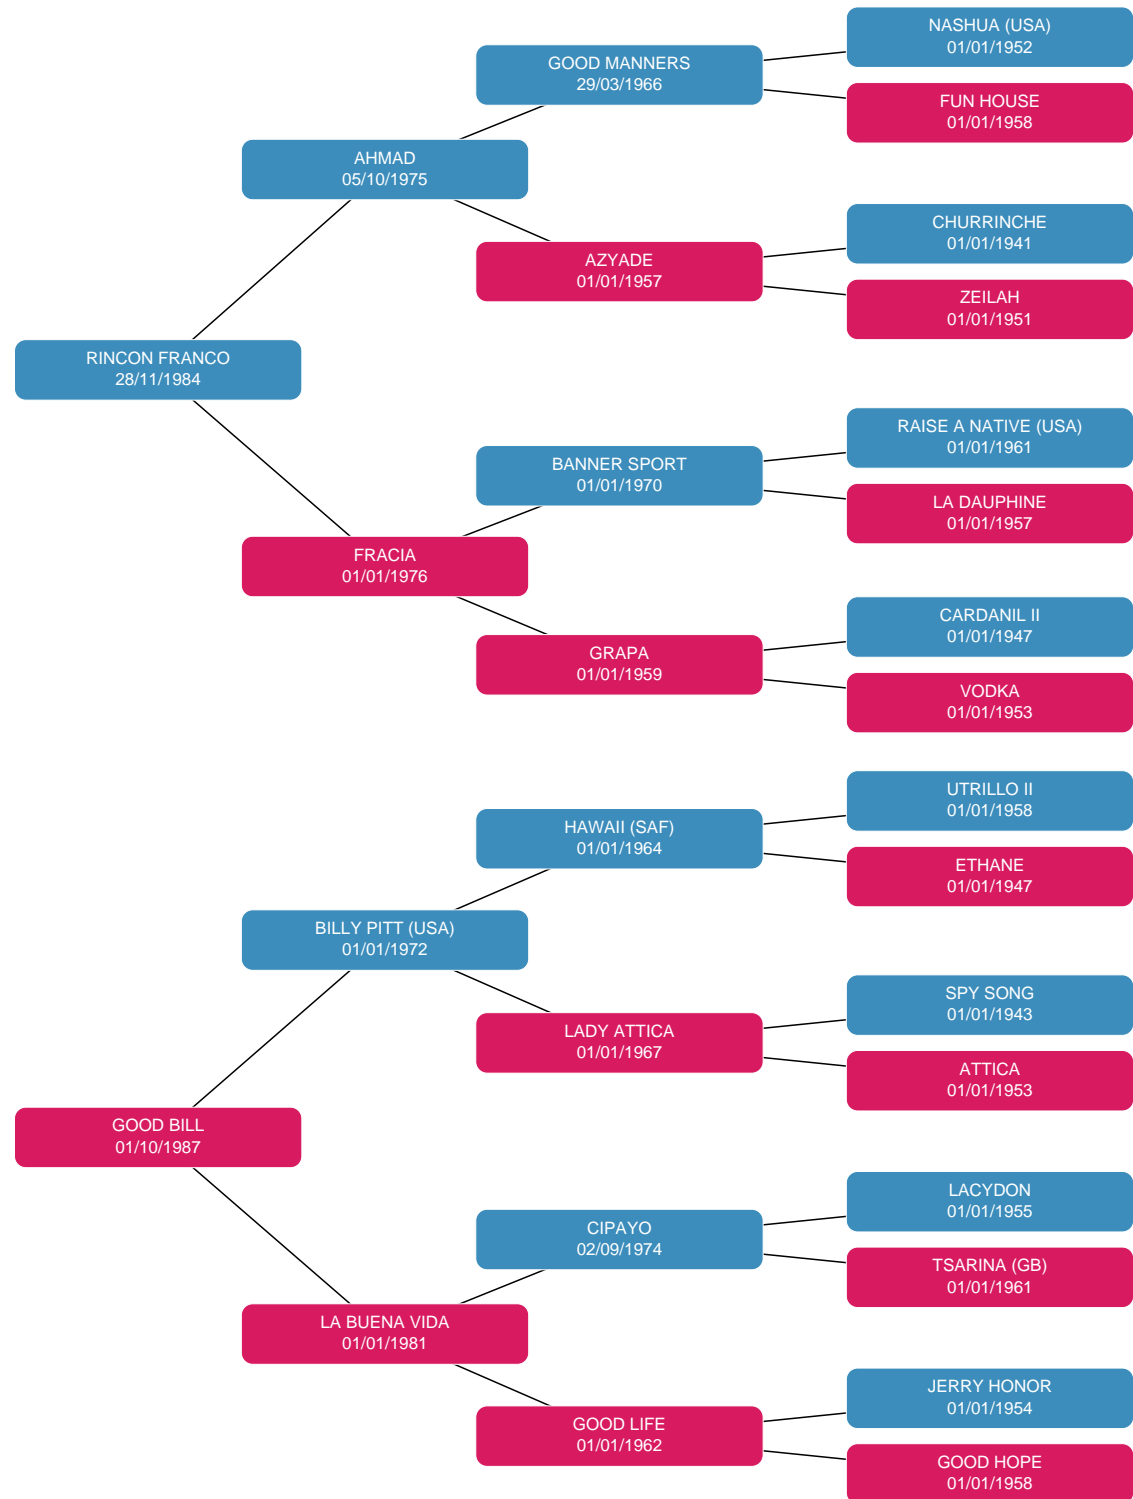 NASHUA (USA)
01/01/1952
GOOD MANNERS
29/03/1966
FUN HOUSE
01/01/1958
AHMAD
05/10/1975
CHURRINCHE
01/01/1941
AZYADE
01/01/1957
ZEILAH
01/01/1951
RINCON FRANCO
28/11/1984
RAISE A NATIVE (USA)
01/01/1961
BANNER SPORT
01/01/1970
LA DAUPHINE
01/01/1957
FRACIA
01/01/1976
CARDANIL II
01/01/1947
GRAPA
01/01/1959
VODKA
01/01/1953
UTRILLO II
01/01/1958
HAWAII (SAF)
01/01/1964
ETHANE
01/01/1947
BILLY PITT (USA)
01/01/1972
SPY SONG
01/01/1943
LADY ATTICA
01/01/1967
ATTICA
01/01/1953
GOOD BILL
01/10/1987
LACYDON
01/01/1955
CIPAYO
02/09/1974
TSARINA (GB)
01/01/1961
LA BUENA VIDA
01/01/1981
JERRY HONOR
01/01/1954
GOOD LIFE
01/01/1962
GOOD HOPE
01/01/1958